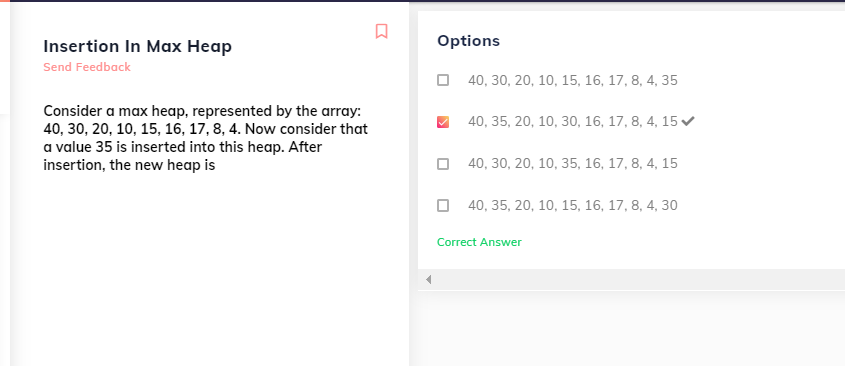 Insertion In Max Heap
Send Feedback
Consider a max heap, represented by the array:
40, 30, 20, 10, 15, 16, 17, 8, 4. Now consider that
a value 35 is inserted into this heap. After
insertion, the new heap is
Options
40, 30, 20, 10, 15, 16, 17, 8, 4, 35
40, 35, 20, 10, 30, 16, 17, 8, 4, 15
40, 30, 20, 10, 35, 16, 17, 8, 4, 15
40, 35, 20, 10, 15, 16, 17, 8, 4, 30
Correct Answer